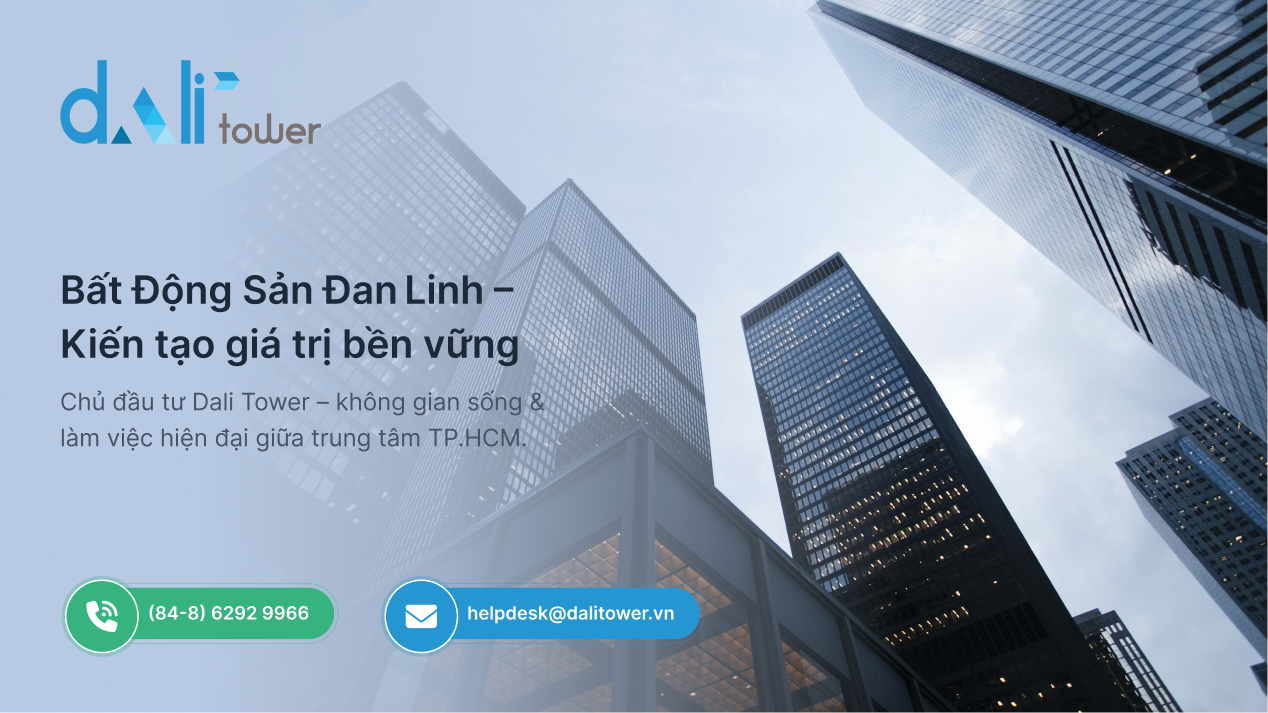 dali tower
Bất Động Sản Đan Linh –
Kiến tạo giá trị bền vững
Chủ đầu tư Dali Tower – không gian sống &
làm việc hiện đại giữa trung tâm TP.HCM.
(84-8) 6292 9966
helpdesk@dalitower.vn